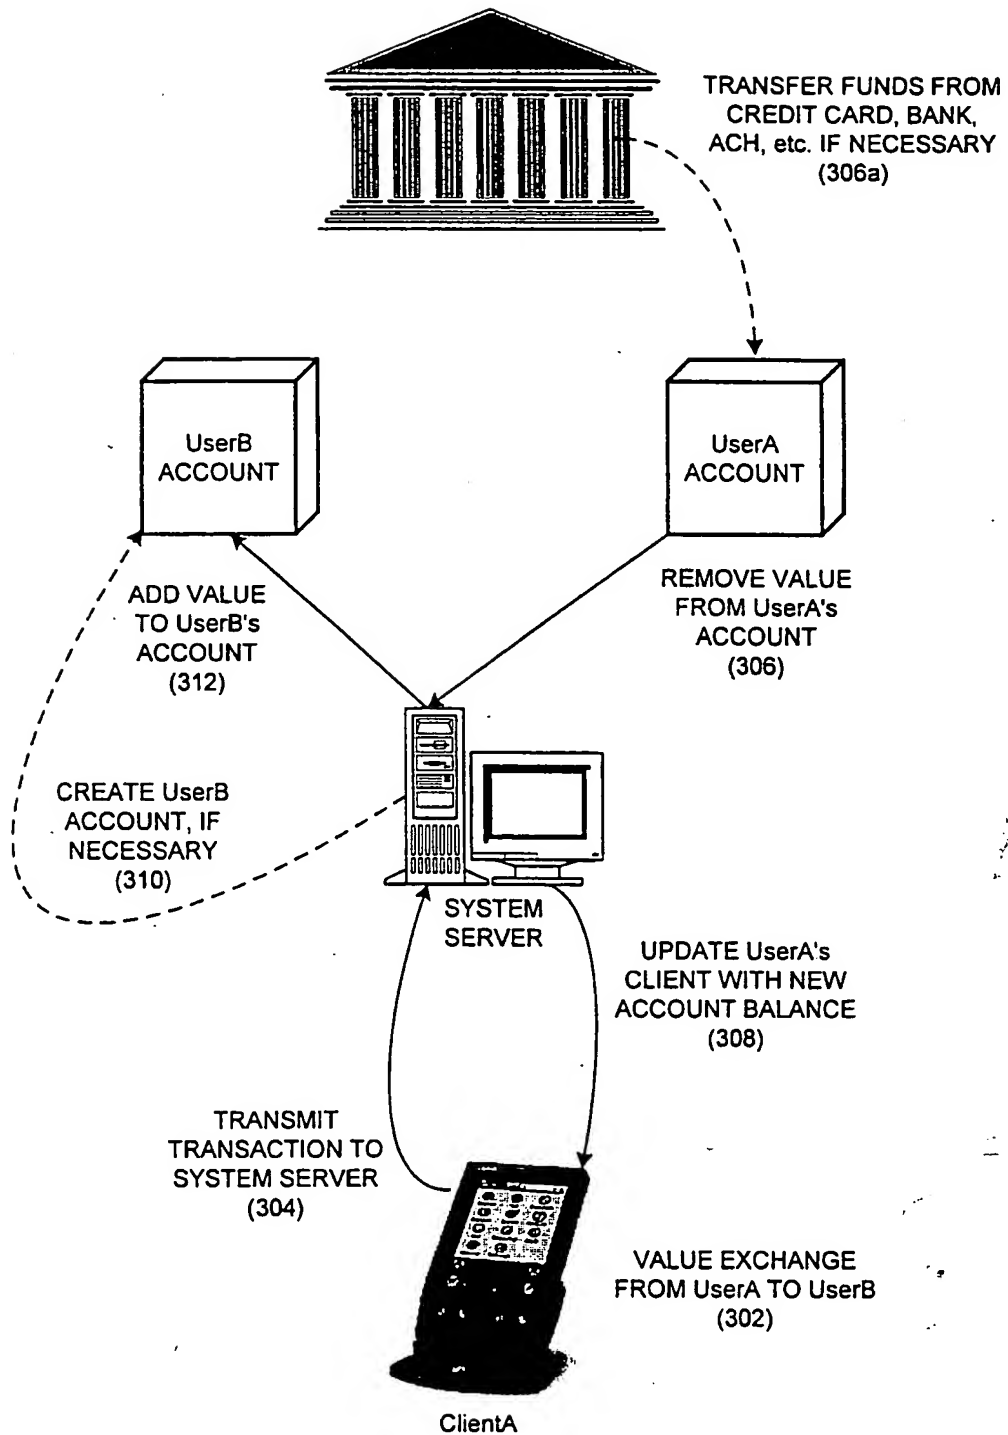 TRANSFER FUNDS FROM
CREDIT CARD, BANK,
ACH, etc. IF NECESSARY
(306a)
UserB
ACCOUNT
UserA
ACCOUNT
ADD VALUE
TO UserB's
ACCOUNT
(312)
REMOVE VALUE
FROM UserA's
ACCOUNT
(306)
CREATE UserB
ACCOUNT, IF
NECESSARY
(310)
SYSTEM
SERVER
UPDATE UserA's
CLIENT WITH NEW
ACCOUNT BALANCE
(308)
TRANSMIT
TRANSACTION TO
SYSTEM SERVER
(304)
VALUE EXCHANGE
FROM UserA TO UserB
(302)
ClientA